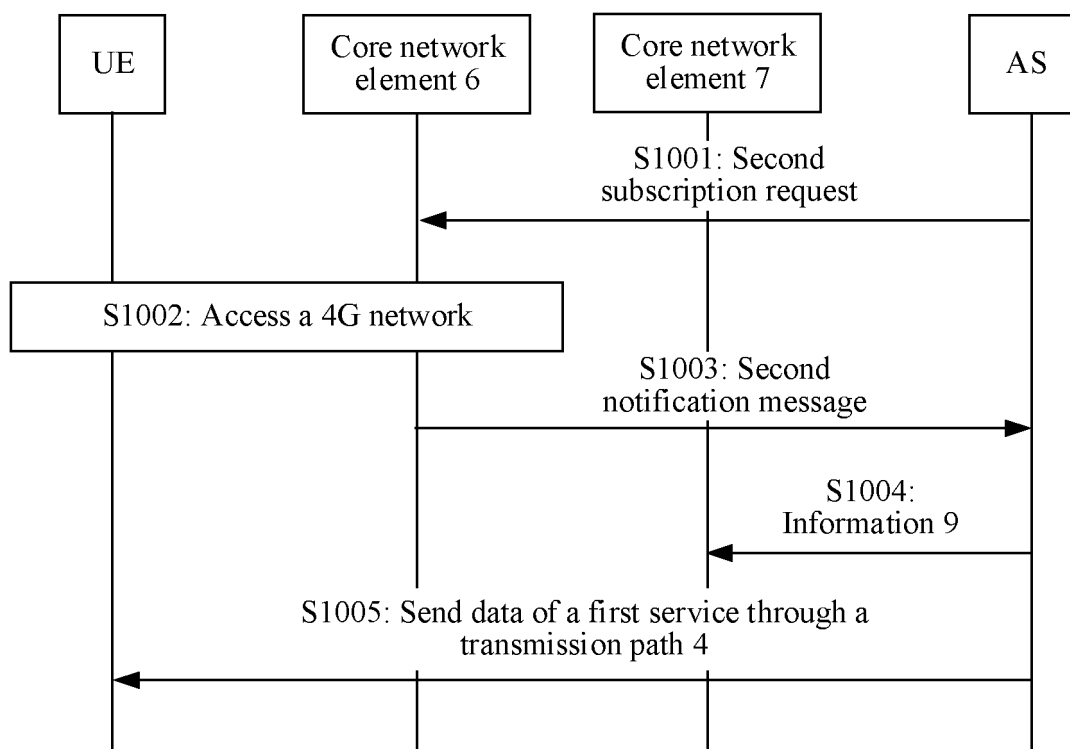 UE
Core network
element 6
Core network
element 7
AS
S1001: Second
subscription request
S1002: Access a 4G network
S1003: Second
notification message
S1004:
Information 9
S1005: Send data of a first service through a
transmission path 4